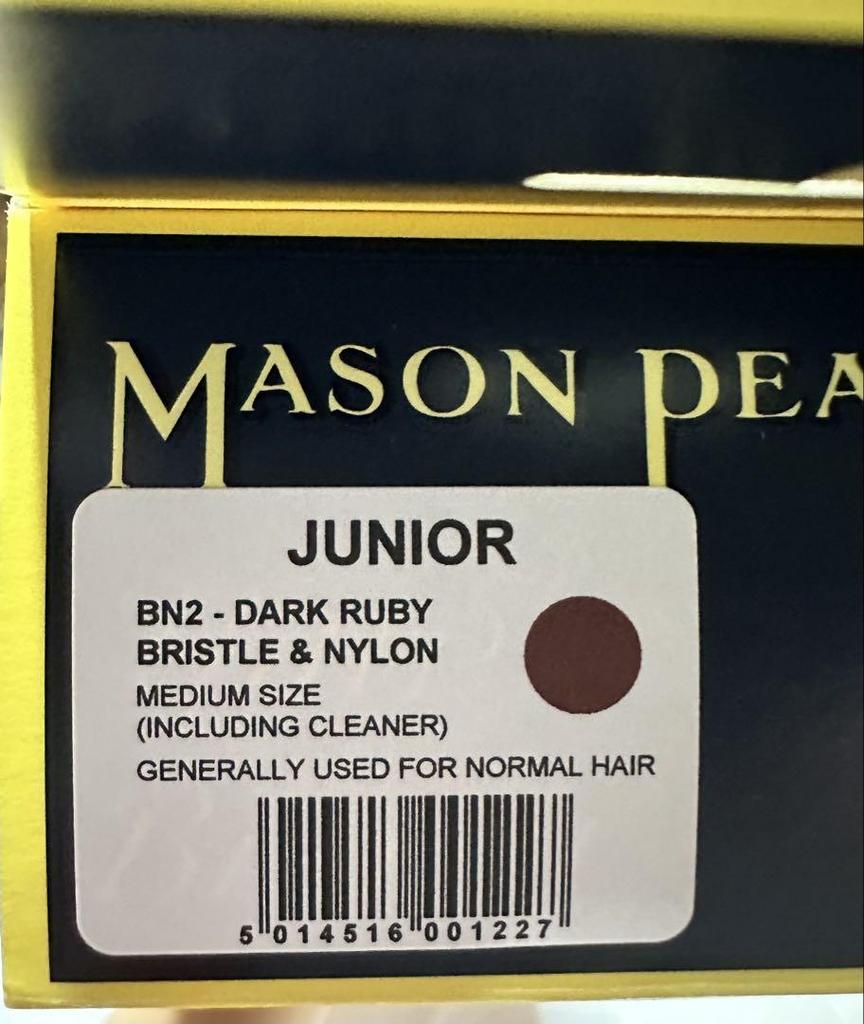 MASON PEA
JUNIOR
BN2 - DARK RUBY
BRISTLE & NYLON
MEDIUM SIZE
(INCLUDING CLEANER)
GENERALLY USED FOR NORMAL HAIR
5 014516 001227